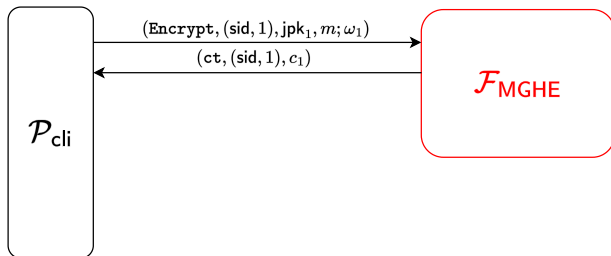 (Encrypt, (sid, 1), jpk₁, m; ω₁)
(ct, (sid, 1), c₁)
𝓟cli
𝓕MGHE